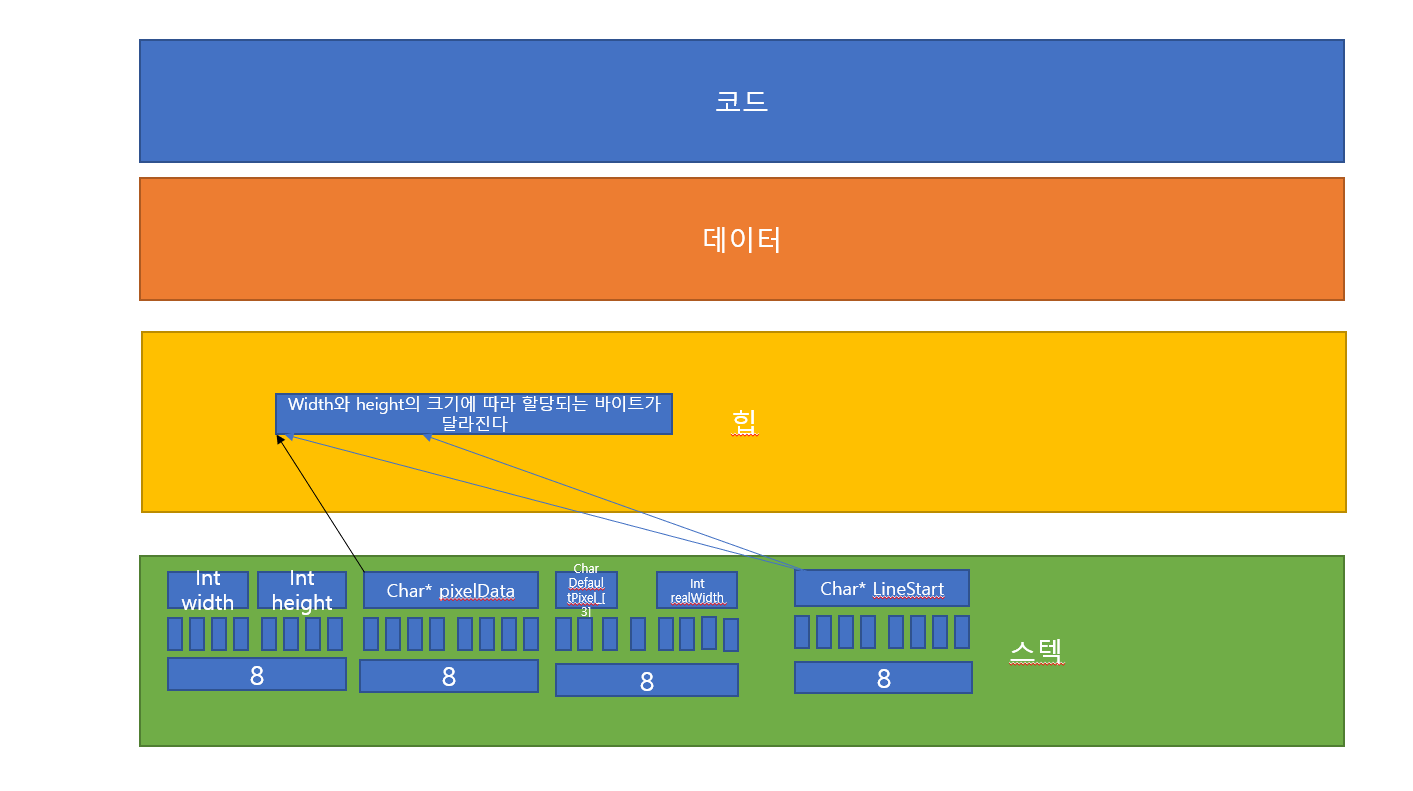 코드
데이터
Width와 height의 크기에 따라 할당되는 바이트가
달라진다
힙
Int
width
Int
height
Char* pixelData
Char
Defaul
tPixel_[
3]
Int
realWidth
Char* LineStart
스텍
8
8
8
8